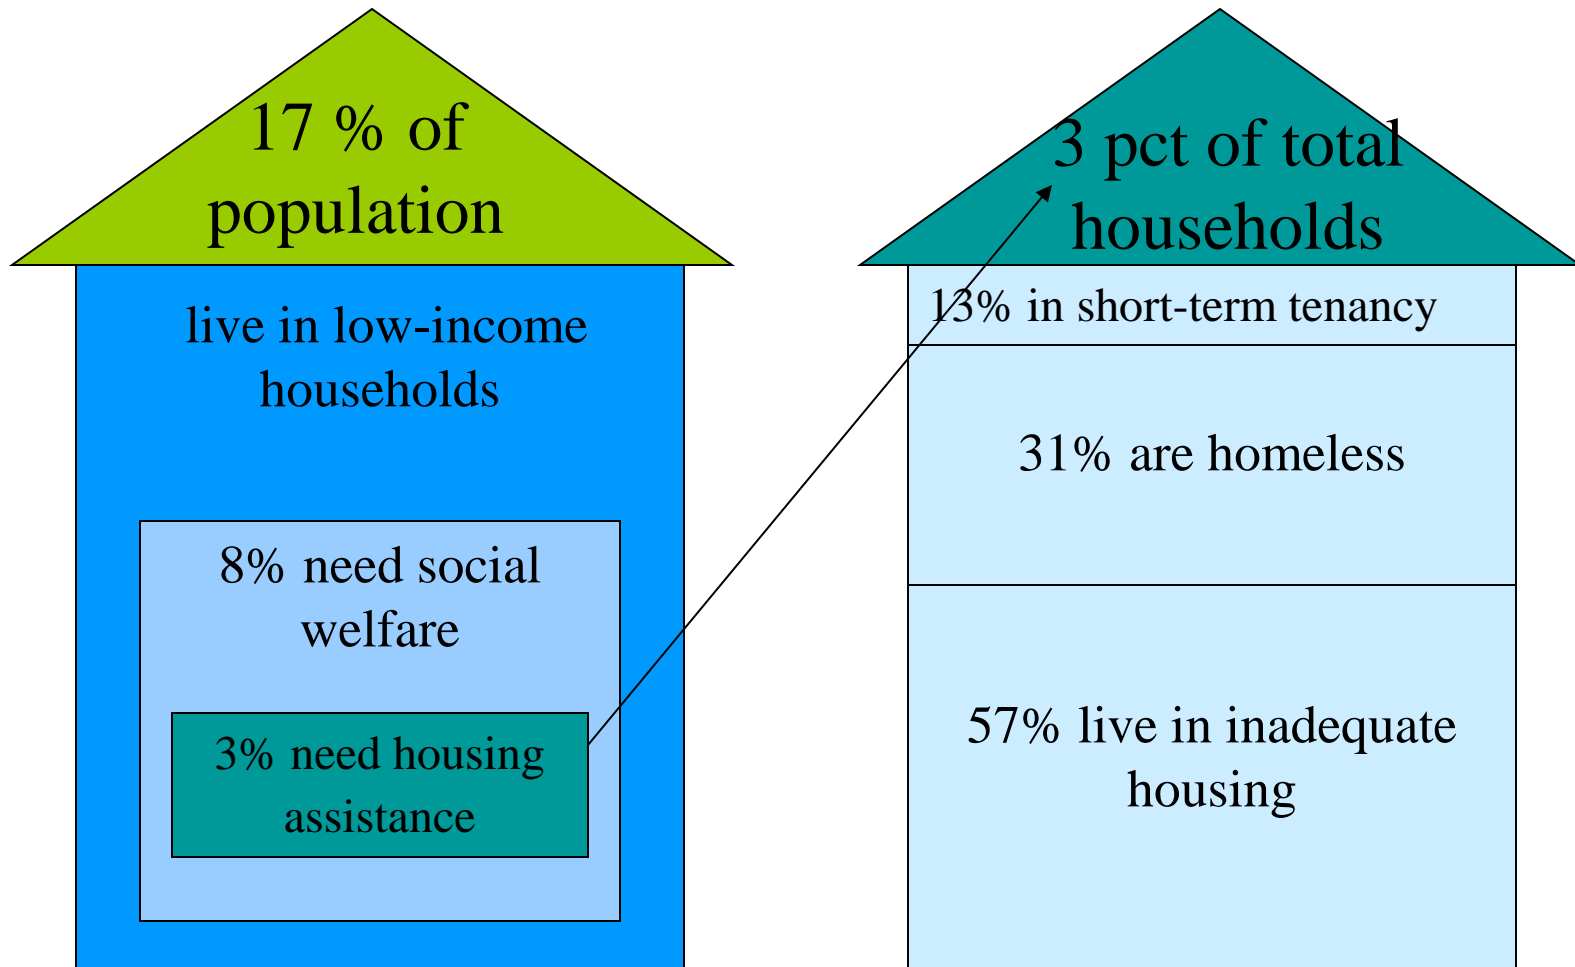 17 % of
population
live in low-income
households
8% need social
welfare
3% need housing
assistance
3 pct of total
households
13% in short-term tenancy
31% are homeless
57% live in inadequate
housing